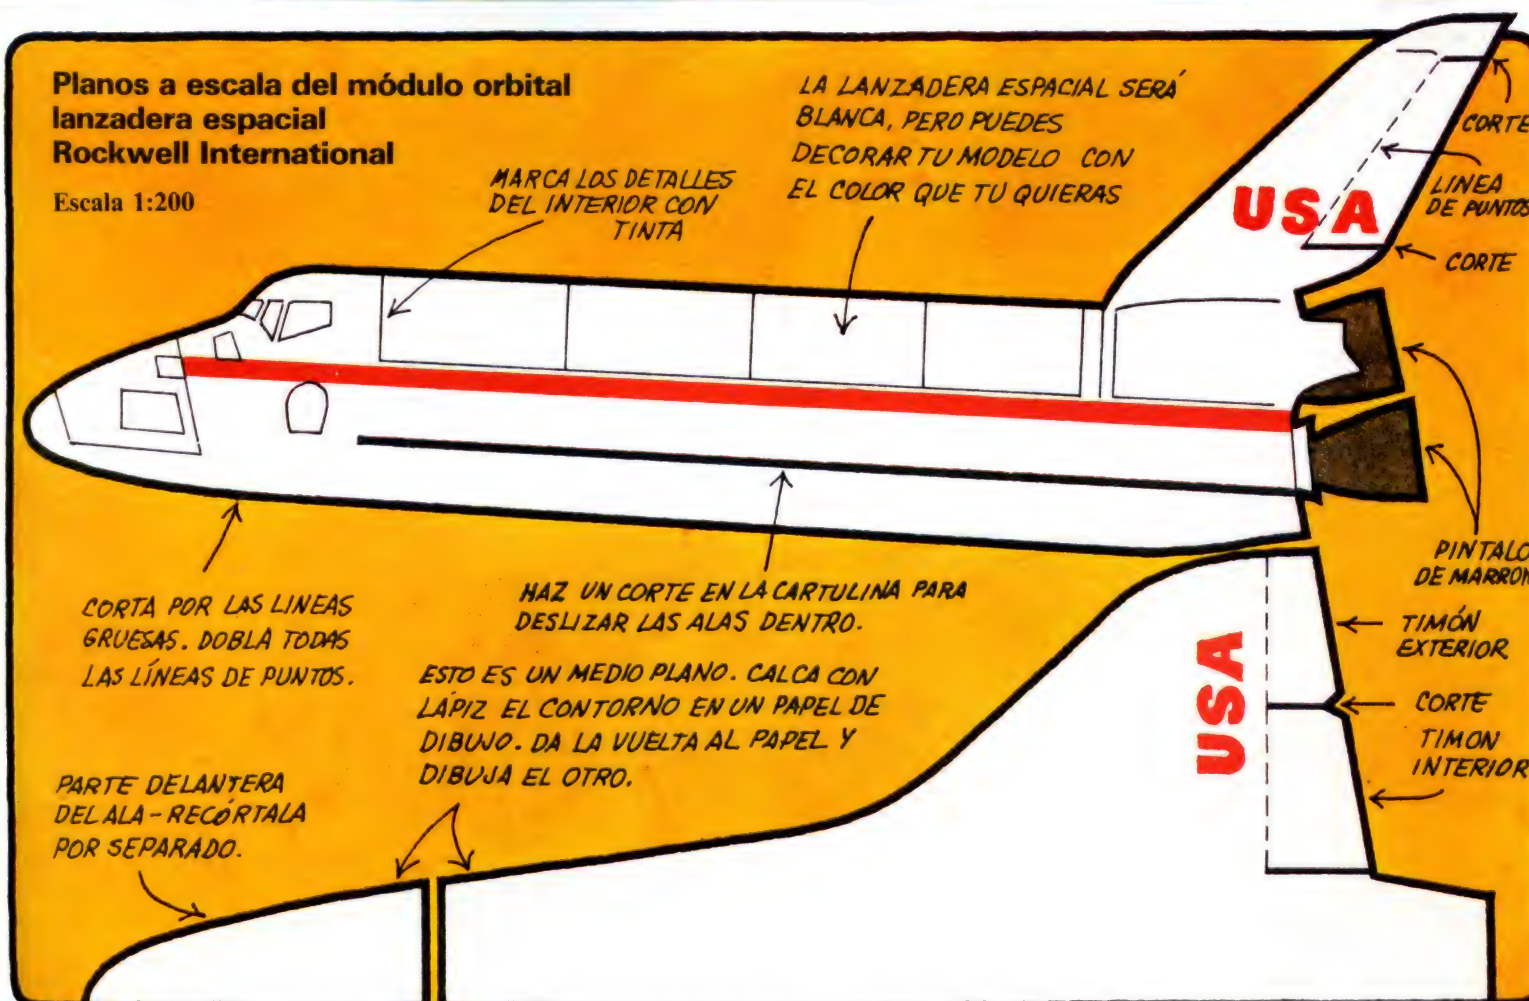 Planos a escala del módulo orbital
lanzadera espacial
Rockwell International
Escala 1:200
MARCA LOS DETALLES
DEL INTERIOR CON
TINTA
LA LANZADERA ESPACIAL SERÁ
BLANCA, PERO PUEDES
DECORAR TU MODELO CON
EL COLOR QUE TU QUIERAS
CORTE
LINEA
DE PUNTOS
USA
CORTE
PINTALO
DE MARRON
CORTA POR LAS LINEAS
GRUESAS. DOBLA TODAS
LAS LÍNEAS DE PUNTOS.
HAZ UN CORTE EN LA CARTULINA PARA
DESLIZAR LAS ALAS DENTRO.
ESTO ES UN MEDIO PLANO. CALCA CON
LÁPIZ EL CONTORNO EN UN PAPEL DE
DIBUJO. DA LA VUELTA AL PAPEL Y
DIBUJA EL OTRO.
TIMÓN
EXTERIOR
USA
CORTE
TIMON
INTERIOR
PARTE DELANTERA
DEL ALA-RECÓRTALA
POR SEPARADO.